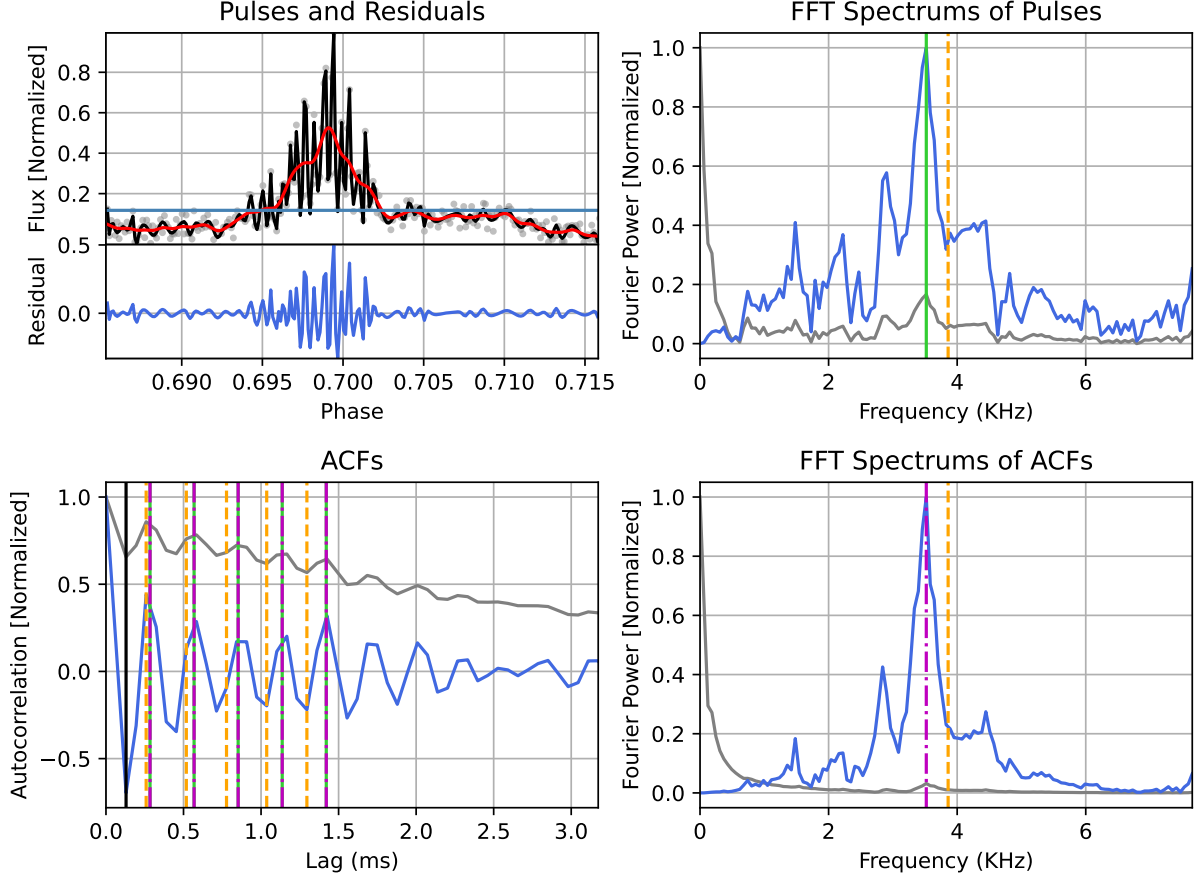 Pulses and Residuals
Flux [Normalized]
0.8
0.6
0.4
0.2
0.5
Residual
0.0
0.690 0.695 0.700 0.705 0.710 0.715
Phase
FFT Spectrums of Pulses
Fourier Power [Normalized]
1.0
0.8
0.6
0.4
0.2
0.0
0 2 4 6
Frequency (KHz)
ACFs
Autocorrelation [Normalized]
1.0
0.5
0.0
−0.5
0.0 0.5 1.0 1.5 2.0 2.5 3.0
Lag (ms)
FFT Spectrums of ACFs
Fourier Power [Normalized]
1.0
0.8
0.6
0.4
0.2
0.0
0 2 4 6
Frequency (KHz)